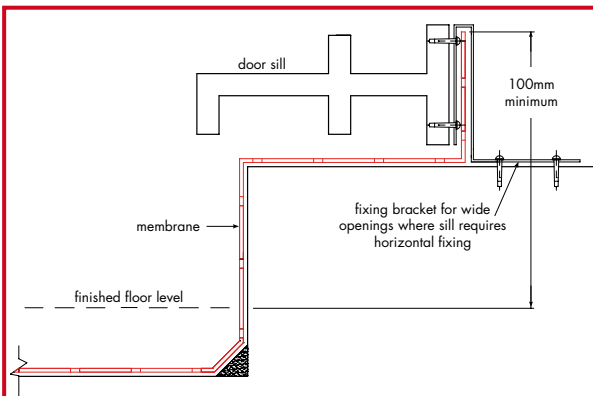 door sill
100mm
minimum
fixing bracket for wide
openings where sill requires
horizontal fixing
membrane
finished floor level